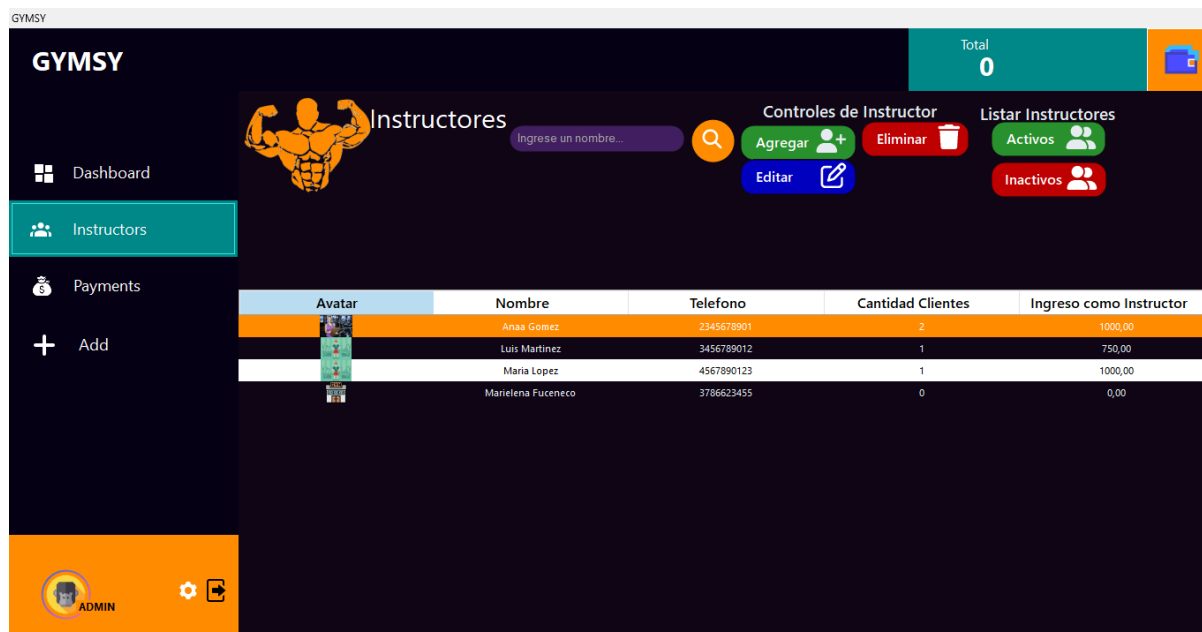 GYMSY
GYMSY
Total
0
Instructores
Ingrese un nombre...
Controles de Instructor
Agregar
Eliminar
Editar
Listar Instructores
Activos
Inactivos
Dashboard
Instructors
Payments
Add
Avatar Nombre Telefono Cantidad Clientes Ingreso como Instructor
Anaa Gomez 2345678901 2 1000,00
Luis Martinez 3456789012 1 750,00
Maria Lopez 4567890123 1 1000,00
Marielena Fuceneco 3786623455 0 0,00
ADMIN